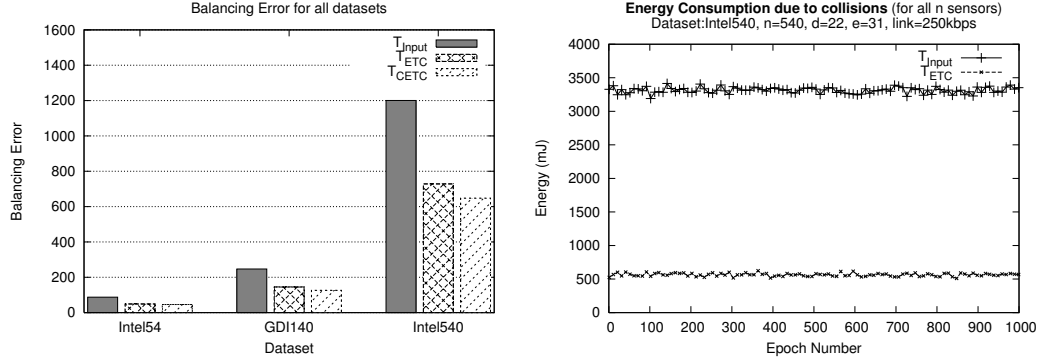 Balancing Error for all datasets
T_Input
T_ETC
T_CETC
1600
1400
1200
1000
800
600
400
200
0
Balancing Error
Intel54 GDI140 Intel540
Dataset
Energy Consumption due to collisions (for all n sensors)
Dataset:Intel540, n=540, d=22, e=31, link=250kbps
T_Input
T_ETC
4000
3500
3000
2500
2000
1500
1000
500
0
Energy (mJ)
0 100 200 300 400 500 600 700 800 900 1000
Epoch Number